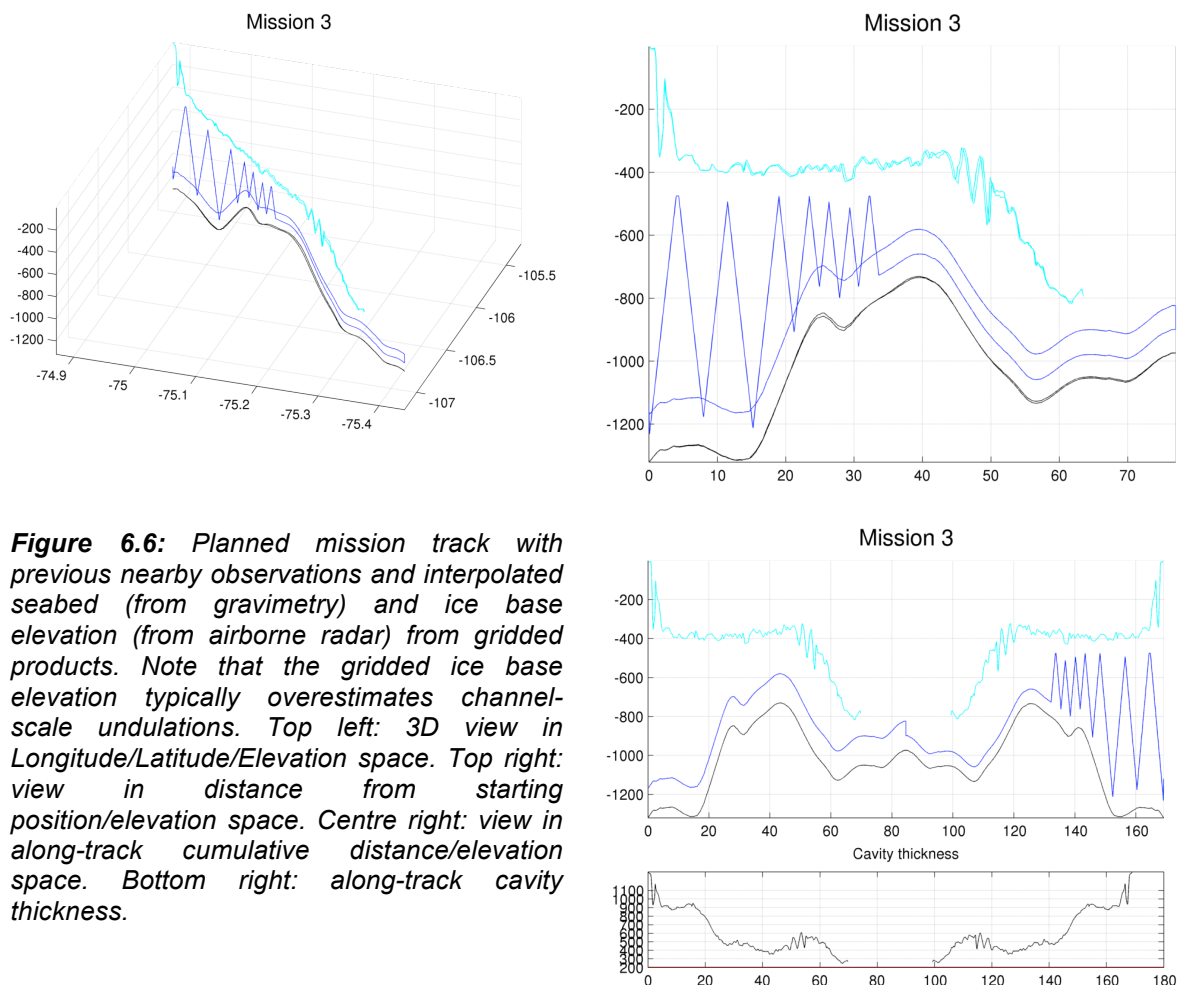 Mission 3
-200
-400
-600
-800
-1000
-1200
-74.9
-75
-75.1
-75.2
-75.3
-75.4
-105.5
-106
-106.5
-107
Mission 3
-200
-400
-600
-800
-1000
-1200
0 10 20 30 40 50 60 70
Figure 6.6: Planned mission track with
previous nearby observations and interpolated
seabed (from gravimetry) and ice base
elevation (from airborne radar) from gridded
products. Note that the gridded ice base
elevation typically overestimates channel-
scale undulations. Top left: 3D view in
Longitude/Latitude/Elevation space. Top right:
view in distance from starting
position/elevation space. Centre right: view in
along-track cumulative distance/elevation
space. Bottom right: along-track cavity
thickness.
Mission 3
-200
-400
-600
-800
-1000
-1200
0 20 40 60 80 100 120 140 160
Cavity thickness
1100
1000
900
800
700
600
500
400
300
200
0 20 40 60 80 100 120 140 160 180